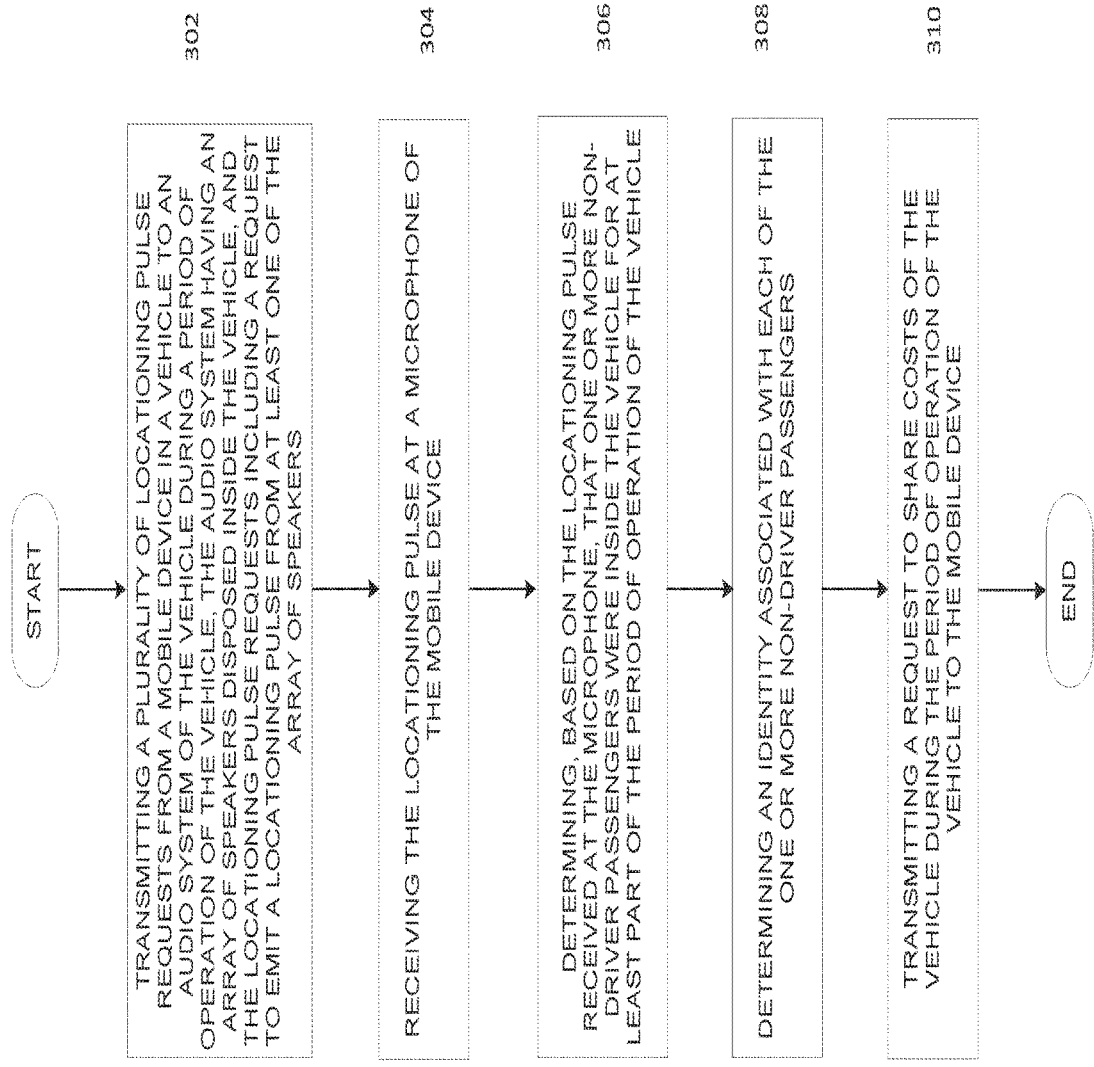 START
TRANSMITTING A PLURALITY OF LOCATIONING PULSE
REQUESTS FROM A MOBILE DEVICE IN A VEHICLE TO AN
AUDIO SYSTEM OF THE VEHICLE DURING A PERIOD OF
OPERATION OF THE VEHICLE, THE AUDIO SYSTEM HAVING AN
ARRAY OF SPEAKERS DISPOSED INSIDE THE VEHICLE, AND
THE LOCATIONING PULSE REQUESTS INCLUDING A REQUEST
TO EMIT A LOCATIONING PULSE FROM AT LEAST ONE OF THE
ARRAY OF SPEAKERS
302
RECEIVING THE LOCATIONING PULSE AT A MICROPHONE OF
THE MOBILE DEVICE
304
DETERMINING, BASED ON THE LOCATIONING PULSE
RECEIVED AT THE MICROPHONE, THAT ONE OR MORE NON-
DRIVER PASSENGERS WERE INSIDE THE VEHICLE FOR AT
LEAST PART OF THE PERIOD OF OPERATION OF THE VEHICLE
306
DETERMINING AN IDENTITY ASSOCIATED WITH EACH OF THE
ONE OR MORE NON-DRIVER PASSENGERS
308
TRANSMITTING A REQUEST TO SHARE COSTS OF THE
VEHICLE DURING THE PERIOD OF OPERATION OF THE
VEHICLE TO THE MOBILE DEVICE
310
END